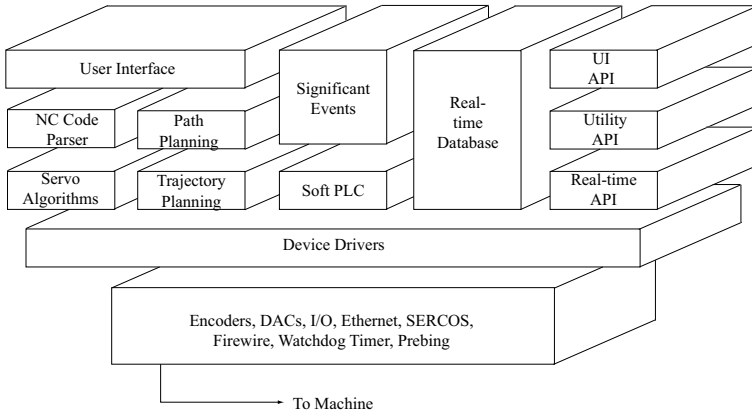 User Interface
Significant
Events
Real-
time
Database
UI
API
NC Code
Parser
Path
Planning
Utility
API
Servo
Algorithms
Trajectory
Planning
Soft PLC
Real-time
API
Device Drivers
Encoders, DACs, I/O, Ethernet, SERCOS,
Firewire, Watchdog Timer, Prebing
To Machine